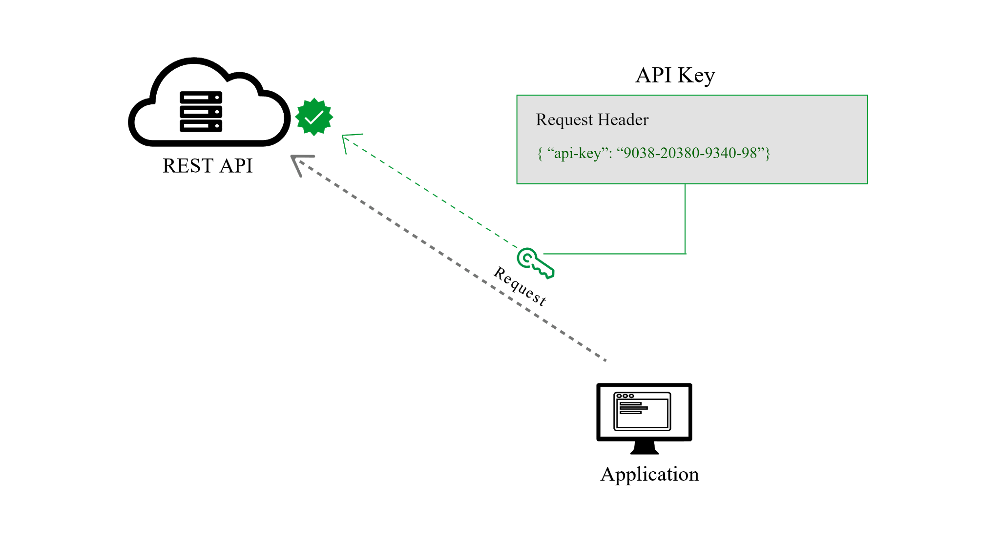 API Key
Request Header
{ “api-key”: “9038-20380-9340-98”}
REST API
Request
Application